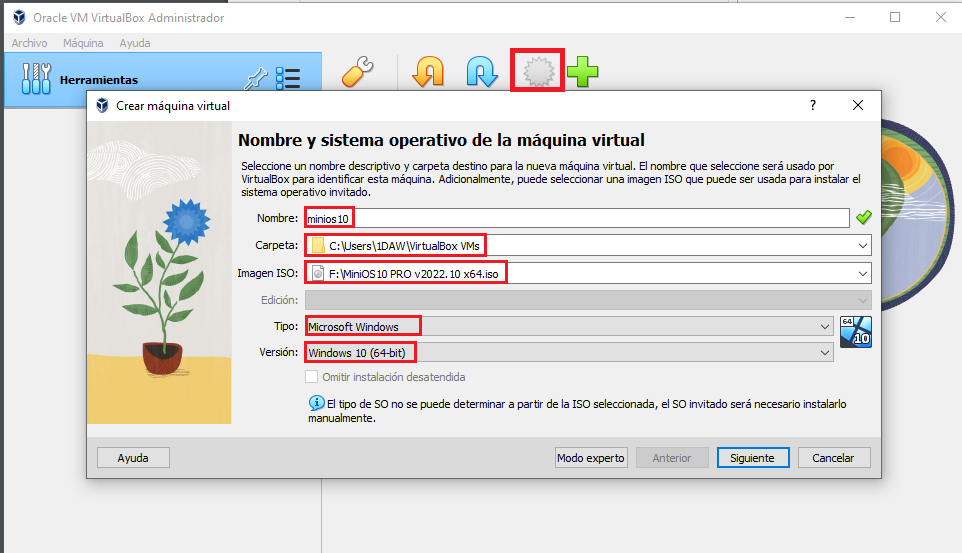 Oracle VM VirtualBox Administrador
Archivo Máquina Ayuda
Herramientas
Crear máquina virtual
?
Nombre y sistema operativo de la máquina virtual
Seleccione un nombre descriptivo y carpeta destino para la nueva máquina virtual. El nombre que seleccione será usado por
VirtualBox para identificar esta máquina. Adicionalmente, puede seleccionar una imagen ISO que puede ser usada para instalar el
sistema operativo invitado.
Nombre: minios10
Carpeta: C:\Users\1DAW\VirtualBox VMs
Imagen ISO: F:\MiniOS10 PRO v2022.10 x64.iso
Edición:
Tipo: Microsoft Windows
64
10
Versión: Windows 10 (64-bit)
Omitir instalación desatendida
El tipo de SO no se puede determinar a partir de la ISO seleccionada, el SO invitado será necesario instalarlo
manualmente.
Ayuda Modo experto Anterior Siguiente Cancelar